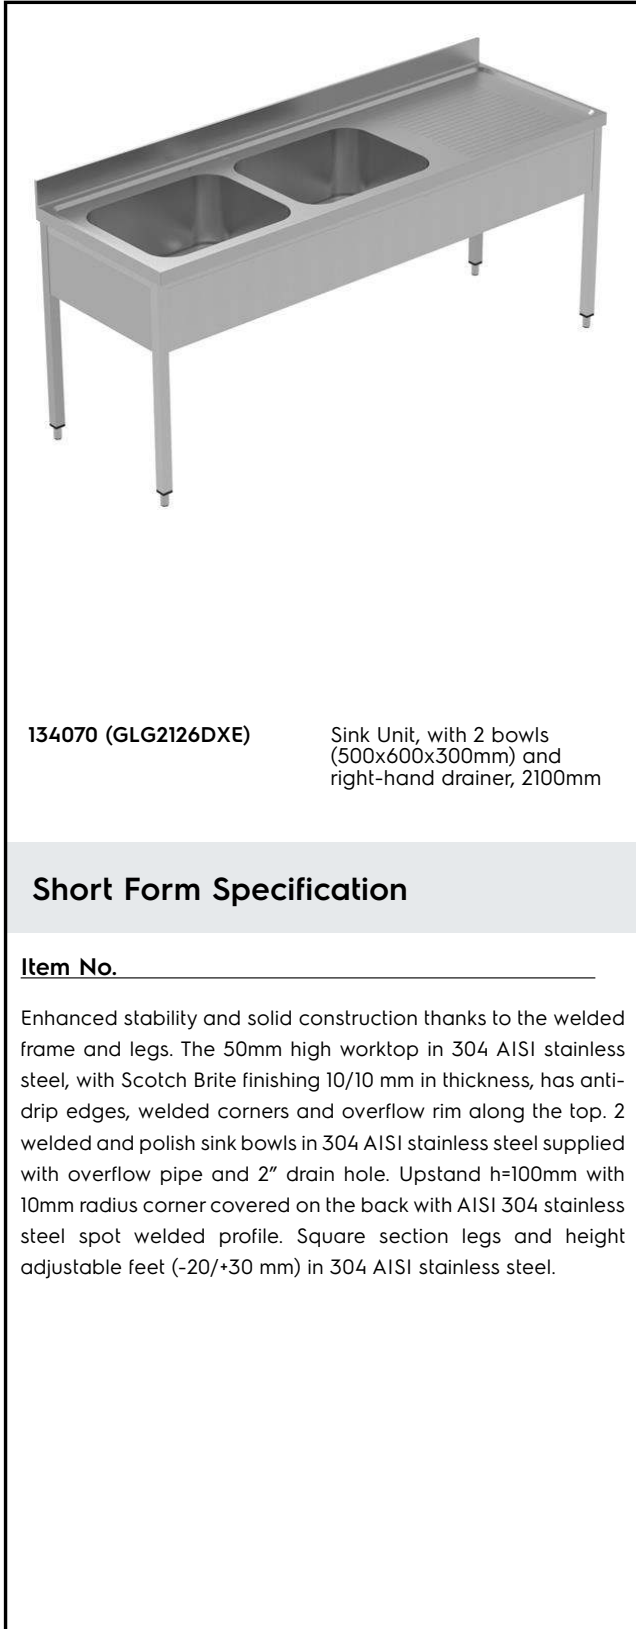 134070 (GLG2126DXE)
Sink Unit, with 2 bowls
(500x600x300mm) and
right-hand drainer, 2100mm
Short Form Specification
Item No.
Enhanced stability and solid construction thanks to the welded
frame and legs. The 50mm high worktop in 304 AISI stainless
steel, with Scotch Brite finishing 10/10 mm in thickness, has anti-
drip edges, welded corners and overflow rim along the top. 2
welded and polish sink bowls in 304 AISI stainless steel supplied
with overflow pipe and 2″ drain hole. Upstand h=100mm with
10mm radius corner covered on the back with AISI 304 stainless
steel spot welded profile. Square section legs and height
adjustable feet (-20/+30 mm) in 304 AISI stainless steel.